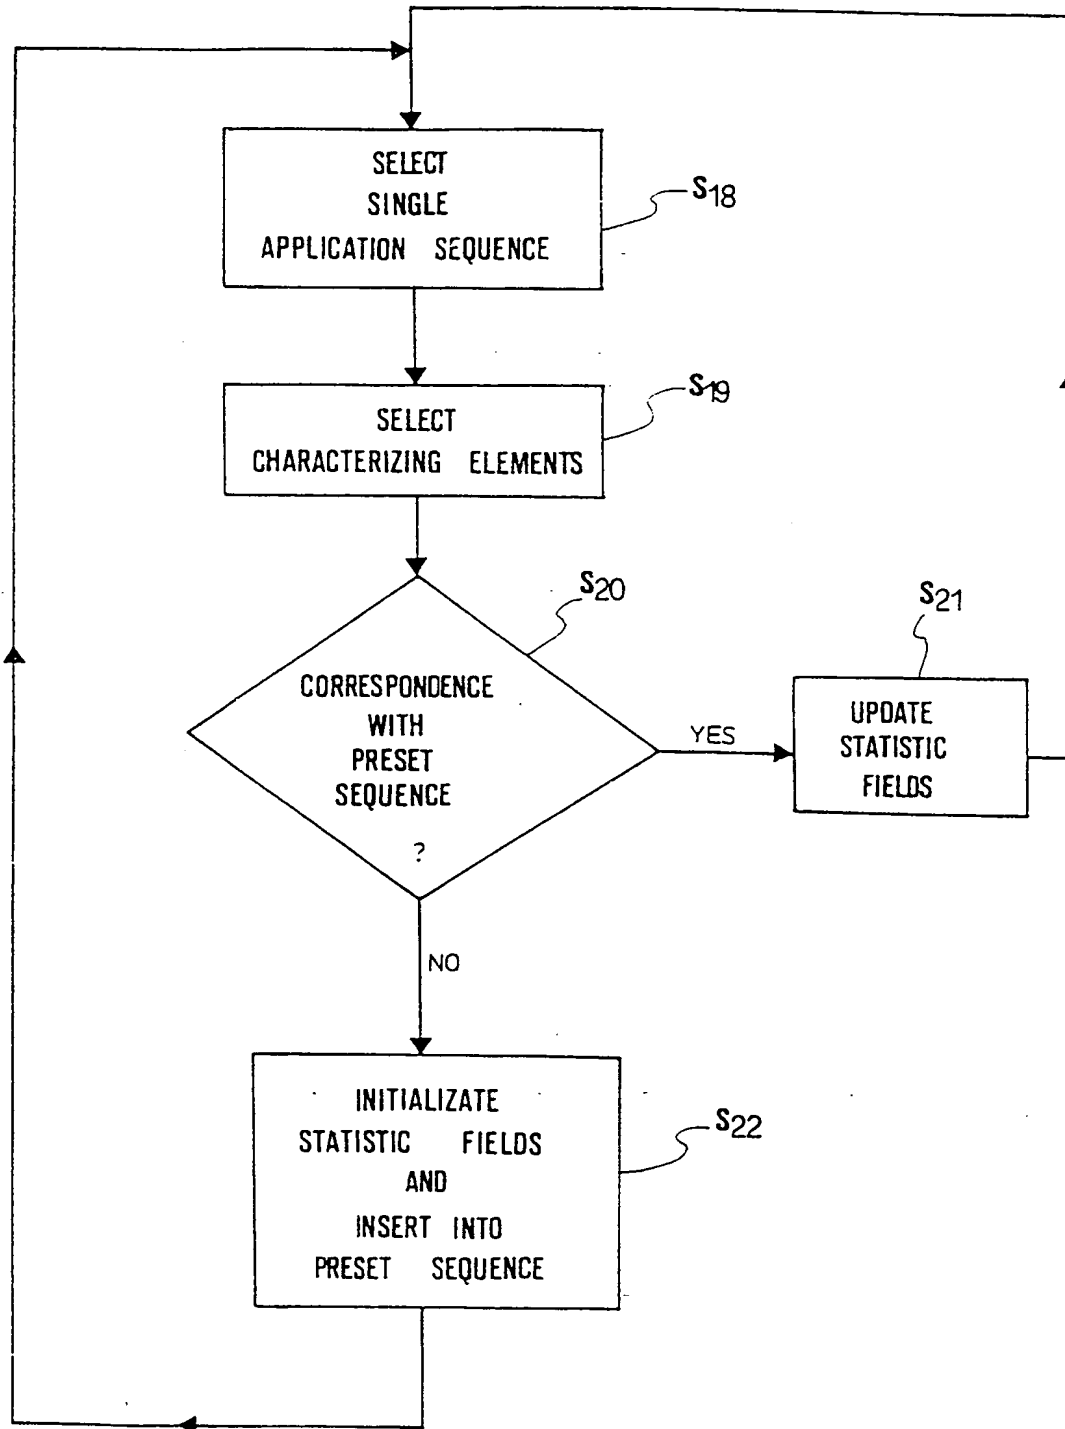 SELECT
SINGLE
APPLICATION SEQUENCE
S18
SELECT
CHARACTERIZING ELEMENTS
S19
CORRESPONDENCE
WITH
PRESET
SEQUENCE
?
S20
YES
UPDATE
STATISTIC
FIELDS
S21
NO
INITIALIZATE
STATISTIC FIELDS
AND
INSERT INTO
PRESET SEQUENCE
S22